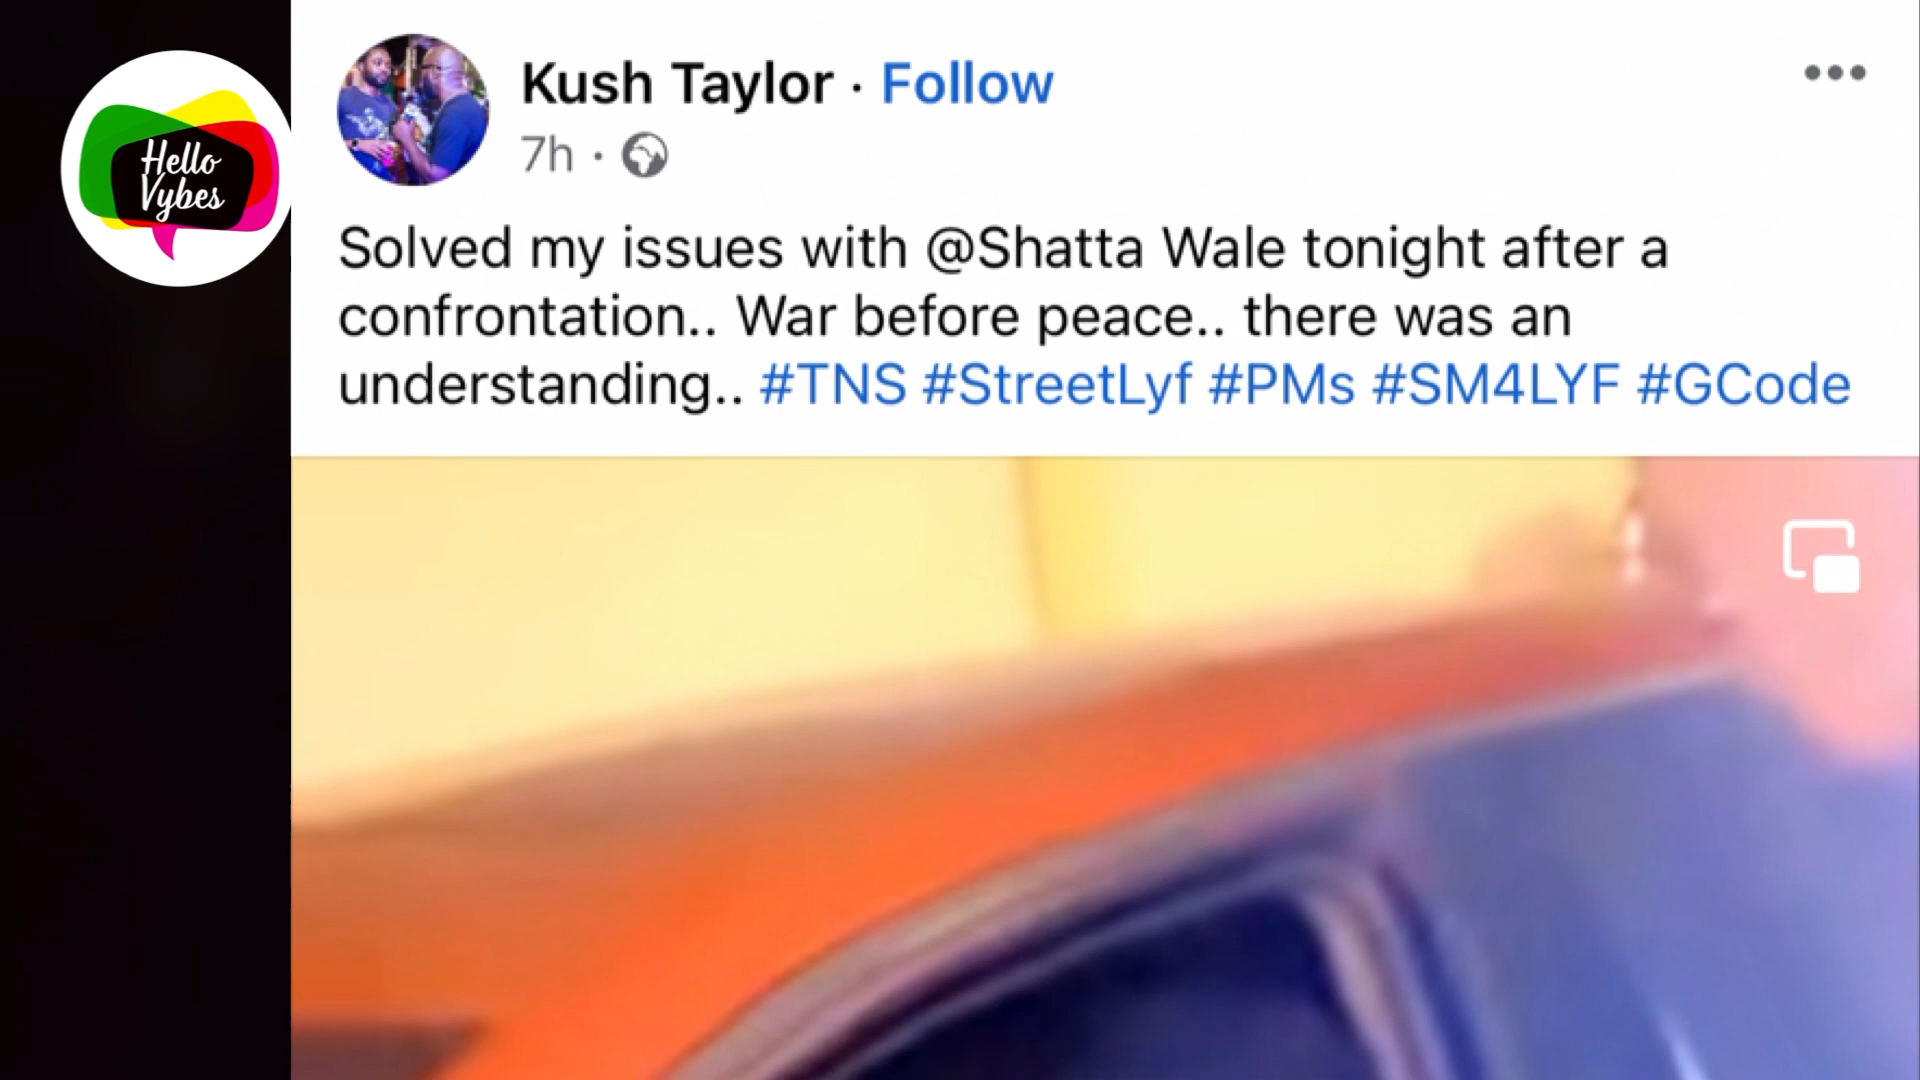 Hello
Vybes
Kush Taylor · Follow
7h ·
Solved my issues with @Shatta Wale tonight after a
confrontation.. War before peace.. there was an
understanding.. #TNS #StreetLyf #PMs #SM4LYF #GCode